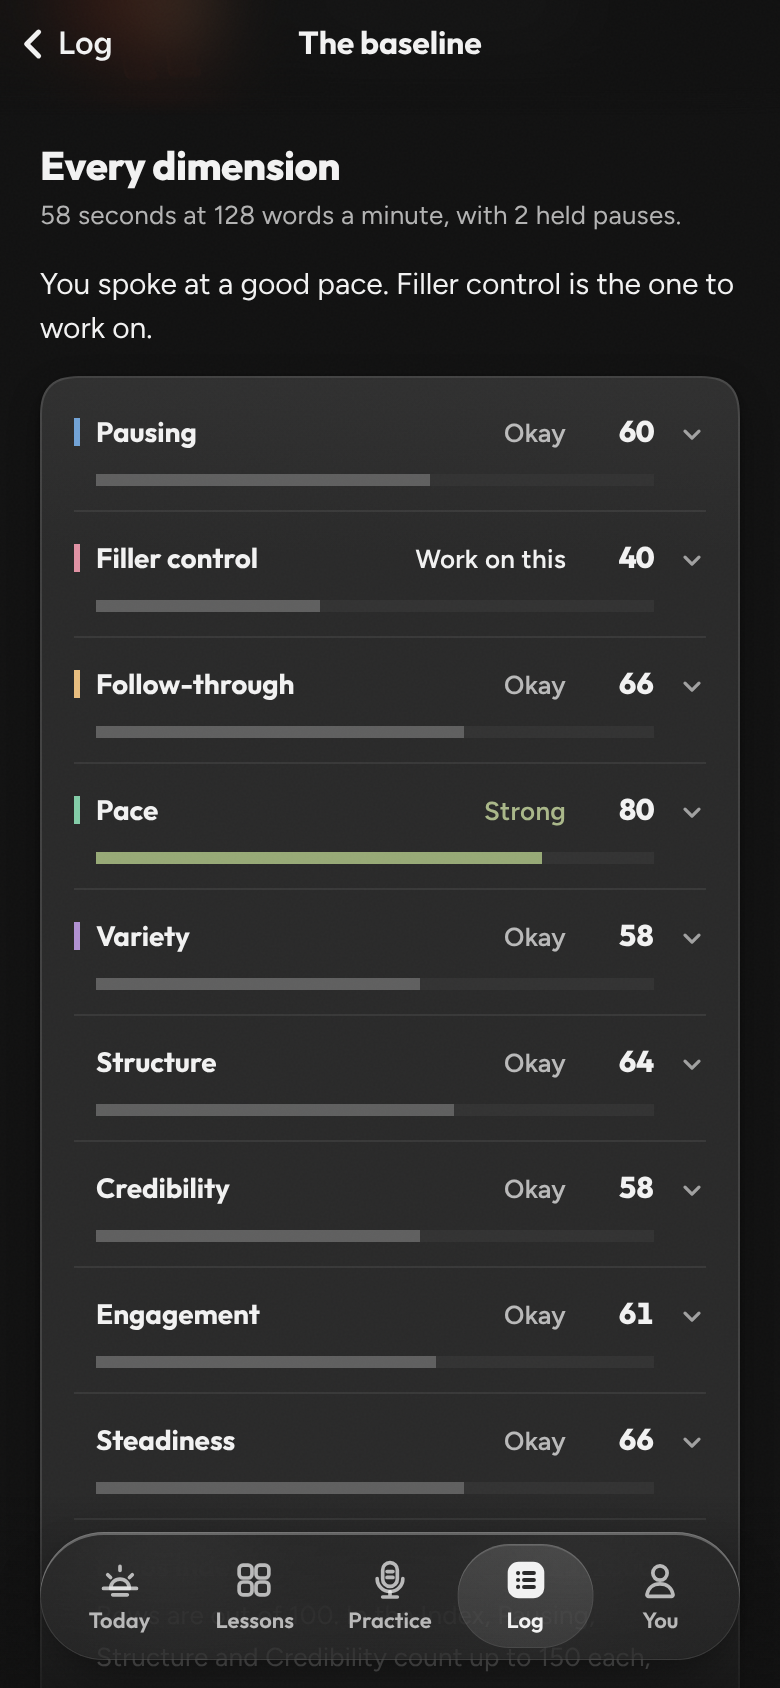 Log
The baseline
Every dimension
58 seconds at 128 words a minute, with 2 held pauses.
You spoke at a good pace. Filler control is the one to
work on.
Pausing Okay 60
Filler control Work on this 40
Follow-through Okay 66
Pace Strong 80
Variety Okay 58
Structure Okay 64
Credibility Okay 58
Engagement Okay 61
Steadiness Okay 66
are 100. Index,
Today Lessons Practice Log You
Structure and Credibility count up to 150 each,